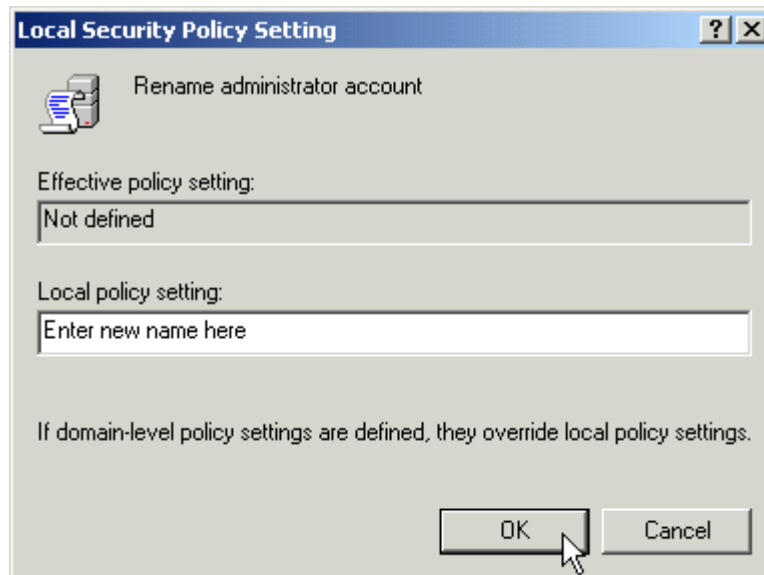 Local Security Policy Setting
Rename administrator account
Effective policy setting:
Not defined
Local policy setting:
Enter new name here
If domain-level policy settings are defined, they override local policy settings.
OK
Cancel